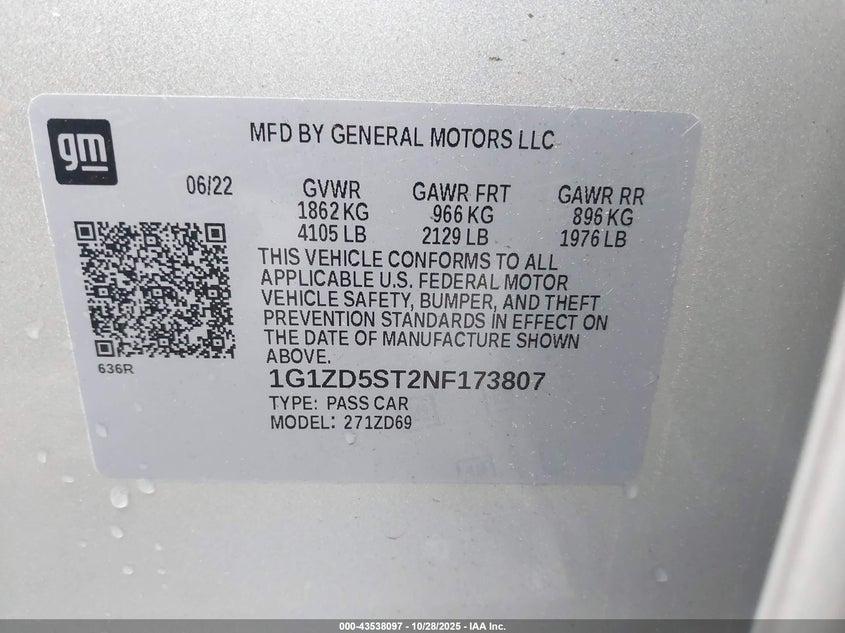 gm
MFD BY GENERAL MOTORS LLC
06/22 GVWR GAWR FRT GAWR RR
1862 KG 966 KG 896 KG
4105 LB 2129 LB 1976 LB
THIS VEHICLE CONFORMS TO ALL
APPLICABLE U.S. FEDERAL MOTOR
VEHICLE SAFETY, BUMPER, AND THEFT
PREVENTION STANDARDS IN EFFECT ON
THE DATE OF MANUFACTURE SHOWN
ABOVE.
636R
1G1ZD5ST2NF173807
TYPE: PASS CAR
MODEL: 271ZD69
000-43538097 - 10/28/2025 - IAA Inc.